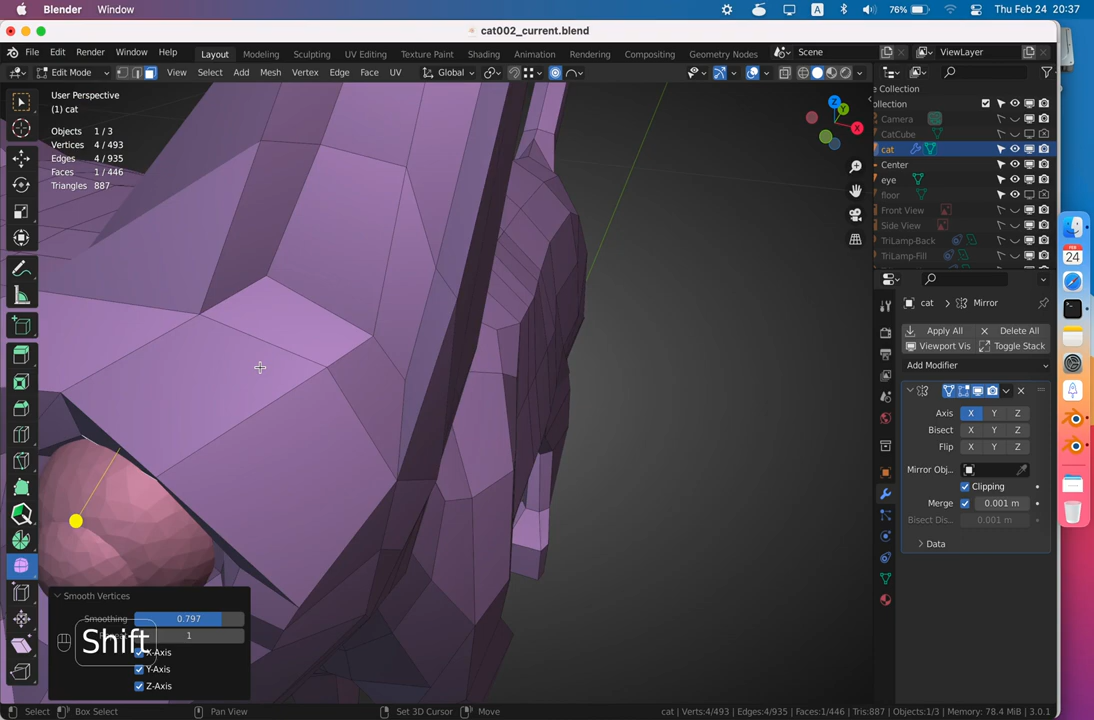 Blender Window
A
76%
Thu Feb 24 20:37
cat002_current.blend
File Edit Render Window Help
Layout Modeling Sculpting UV Editing Texture Paint Shading Animation Rendering Compositing Geometry Nodes
Scene
ViewLayer
Edit Mode
View Select Add Mesh Vertex Edge Face UV
Global
User Perspective
(1) cat
Objects 1/3
Vertices 4/493
Edges 4/935
Faces 1/446
Triangles 887
Z
Y
X
e Collection
ollection
Camera
CatCube
cat
Center
eye
floor
Front View
Side View
TriLamp-Back
TriLamp-Fill
cat
Mirror
Apply All
Delete All
Viewport Vis
Toggle Stack
Add Modifier
Axis X Y Z
Bisect X Y Z
Flip X Y Z
Mirror Obj...
Clipping
Merge 0.001 m
Bisect Dis... 0.001 m
Data
FEB
24
Smooth Vertices
Smoothing 0.797
1
Shift
X-Axis
Y-Axis
Z-Axis
Select
Box Select
Pan View
Set 3D Cursor
Move
cat | Verts:4/493 | Edges:4/935 | Faces:1/446 | Tris:887 | Objects:1/3 | Memory: 78.4 MiB | 3.0.1